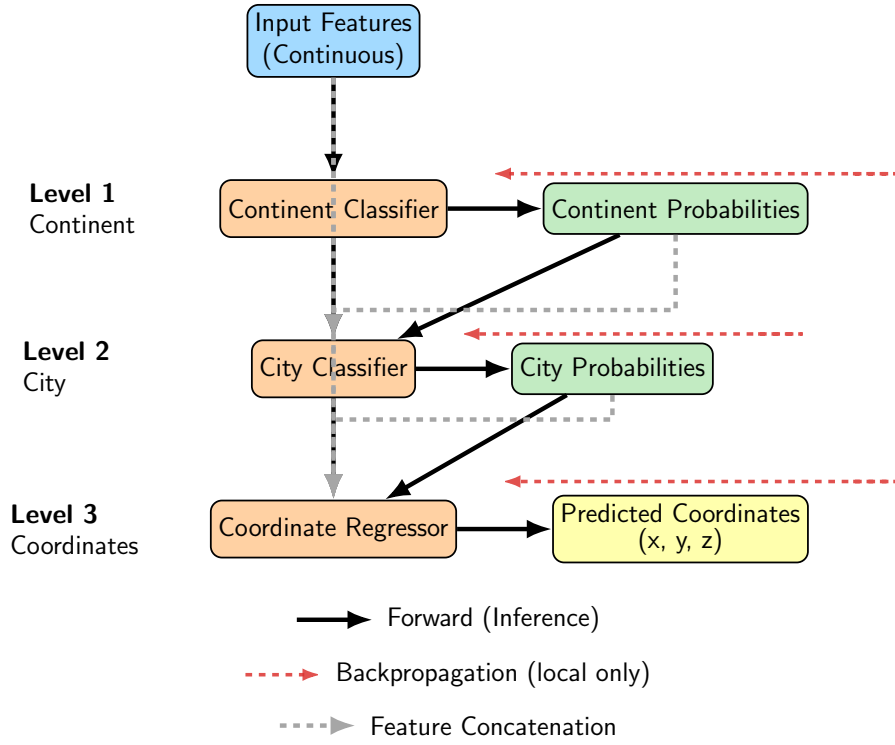 Input Features
(Continuous)
Level 1
Continent
Continent Classifier
Continent Probabilities
Level 2
City
City Classifier
City Probabilities
Level 3
Coordinates
Coordinate Regressor
Predicted Coordinates
(x, y, z)
Forward (Inference)
Backpropagation (local only)
Feature Concatenation